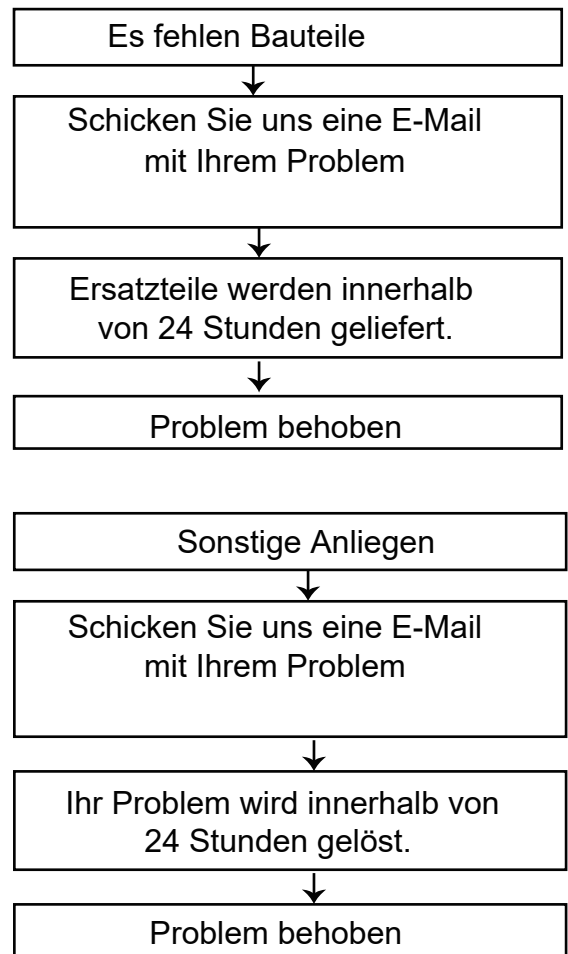 Es fehlen Bauteile
Schicken Sie uns eine E-Mail
mit Ihrem Problem
Ersatzteile werden innerhalb
von 24 Stunden geliefert.
Problem behoben
Sonstige Anliegen
Schicken Sie uns eine E-Mail
mit Ihrem Problem
Ihr Problem wird innerhalb von
24 Stunden gelöst.
Problem behoben